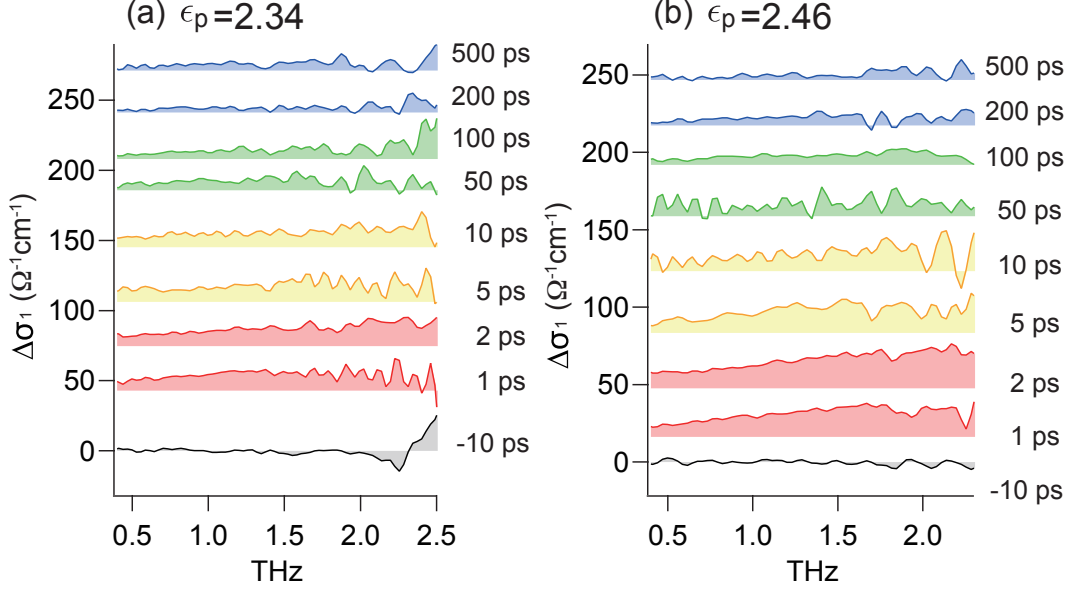 (a) ϵp=2.34
500 ps
200 ps
100 ps
50 ps
10 ps
5 ps
2 ps
1 ps
-10 ps
250
200
150
100
50
0
Δσ1 (Ω-1cm-1)
0.5 1.0 1.5 2.0 2.5
THz
(b) ϵp=2.46
500 ps
200 ps
100 ps
50 ps
10 ps
5 ps
2 ps
1 ps
-10 ps
250
200
150
100
50
0
Δσ1 (Ω-1cm-1)
0.5 1.0 1.5 2.0
THz